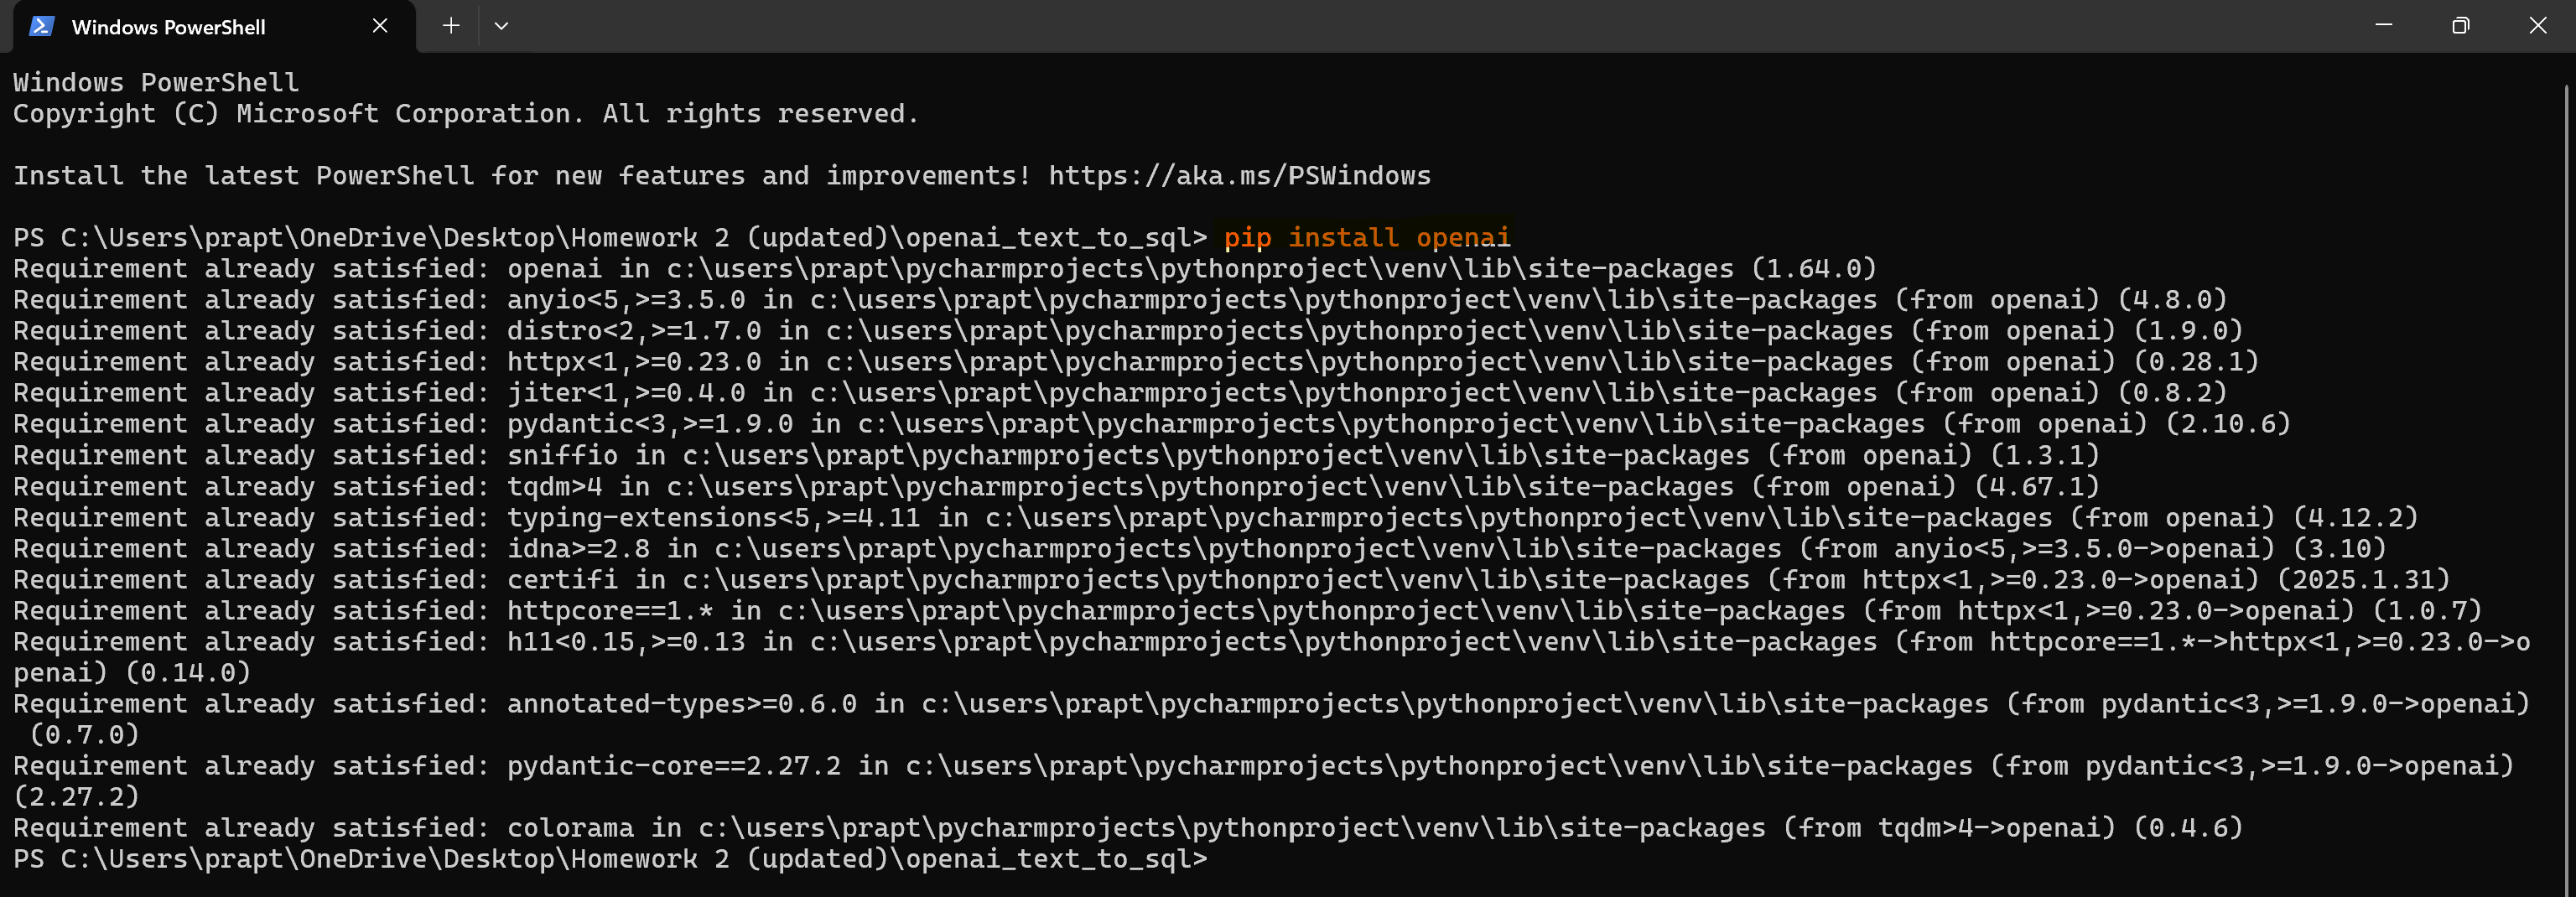 Windows PowerShell
Windows PowerShell
Copyright (C) Microsoft Corporation. All rights reserved.
Install the latest PowerShell for new features and improvements! https://aka.ms/PSWindows
PS C:\Users\prapt\OneDrive\Desktop\Homework 2 (updated)\openai_text_to_sql> pip install openai
Requirement already satisfied: openai in c:\users\prapt\pycharmprojects\pythonproject\venv\lib\site-packages (1.64.0)
Requirement already satisfied: anyio<5,>=3.5.0 in c:\users\prapt\pycharmprojects\pythonproject\venv\lib\site-packages (from openai) (4.8.0)
Requirement already satisfied: distro<2,>=1.7.0 in c:\users\prapt\pycharmprojects\pythonproject\venv\lib\site-packages (from openai) (1.9.0)
Requirement already satisfied: httpx<1,>=0.23.0 in c:\users\prapt\pycharmprojects\pythonproject\venv\lib\site-packages (from openai) (0.28.1)
Requirement already satisfied: jiter<1,>=0.4.0 in c:\users\prapt\pycharmprojects\pythonproject\venv\lib\site-packages (from openai) (0.8.2)
Requirement already satisfied: pydantic<3,>=1.9.0 in c:\users\prapt\pycharmprojects\pythonproject\venv\lib\site-packages (from openai) (2.10.6)
Requirement already satisfied: sniffio in c:\users\prapt\pycharmprojects\pythonproject\venv\lib\site-packages (from openai) (1.3.1)
Requirement already satisfied: tqdm>4 in c:\users\prapt\pycharmprojects\pythonproject\venv\lib\site-packages (from openai) (4.67.1)
Requirement already satisfied: typing-extensions<5,>=4.11 in c:\users\prapt\pycharmprojects\pythonproject\venv\lib\site-packages (from openai) (4.12.2)
Requirement already satisfied: idna>=2.8 in c:\users\prapt\pycharmprojects\pythonproject\venv\lib\site-packages (from anyio<5,>=3.5.0->openai) (3.10)
Requirement already satisfied: certifi in c:\users\prapt\pycharmprojects\pythonproject\venv\lib\site-packages (from httpx<1,>=0.23.0->openai) (2025.1.31)
Requirement already satisfied: httpcore==1.* in c:\users\prapt\pycharmprojects\pythonproject\venv\lib\site-packages (from httpx<1,>=0.23.0->openai) (1.0.7)
Requirement already satisfied: h11<0.15,>=0.13 in c:\users\prapt\pycharmprojects\pythonproject\venv\lib\site-packages (from httpcore==1.*->httpx<1,>=0.23.0->o
penai) (0.14.0)
Requirement already satisfied: annotated-types>=0.6.0 in c:\users\prapt\pycharmprojects\pythonproject\venv\lib\site-packages (from pydantic<3,>=1.9.0->openai)
(0.7.0)
Requirement already satisfied: pydantic-core==2.27.2 in c:\users\prapt\pycharmprojects\pythonproject\venv\lib\site-packages (from pydantic<3,>=1.9.0->openai)
(2.27.2)
Requirement already satisfied: colorama in c:\users\prapt\pycharmprojects\pythonproject\venv\lib\site-packages (from tqdm>4->openai) (0.4.6)
PS C:\Users\prapt\OneDrive\Desktop\Homework 2 (updated)\openai_text_to_sql>